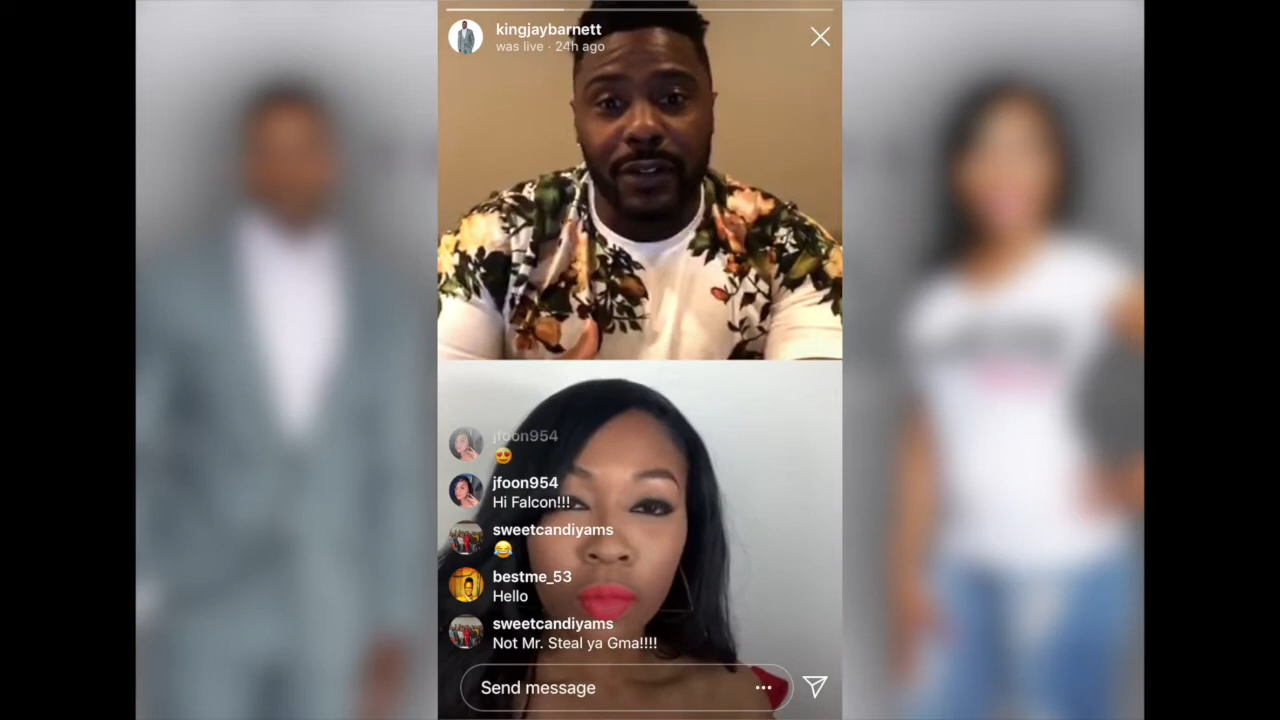 kingjaybarnett
was live · 24h ago
jfoon954
😍
jfoon954
Hi Falcon!!!
sweetcandiyams
😂
bestme_53
Hello
sweetcandiyams
Not Mr. Steal ya Gma!!!!
Send message